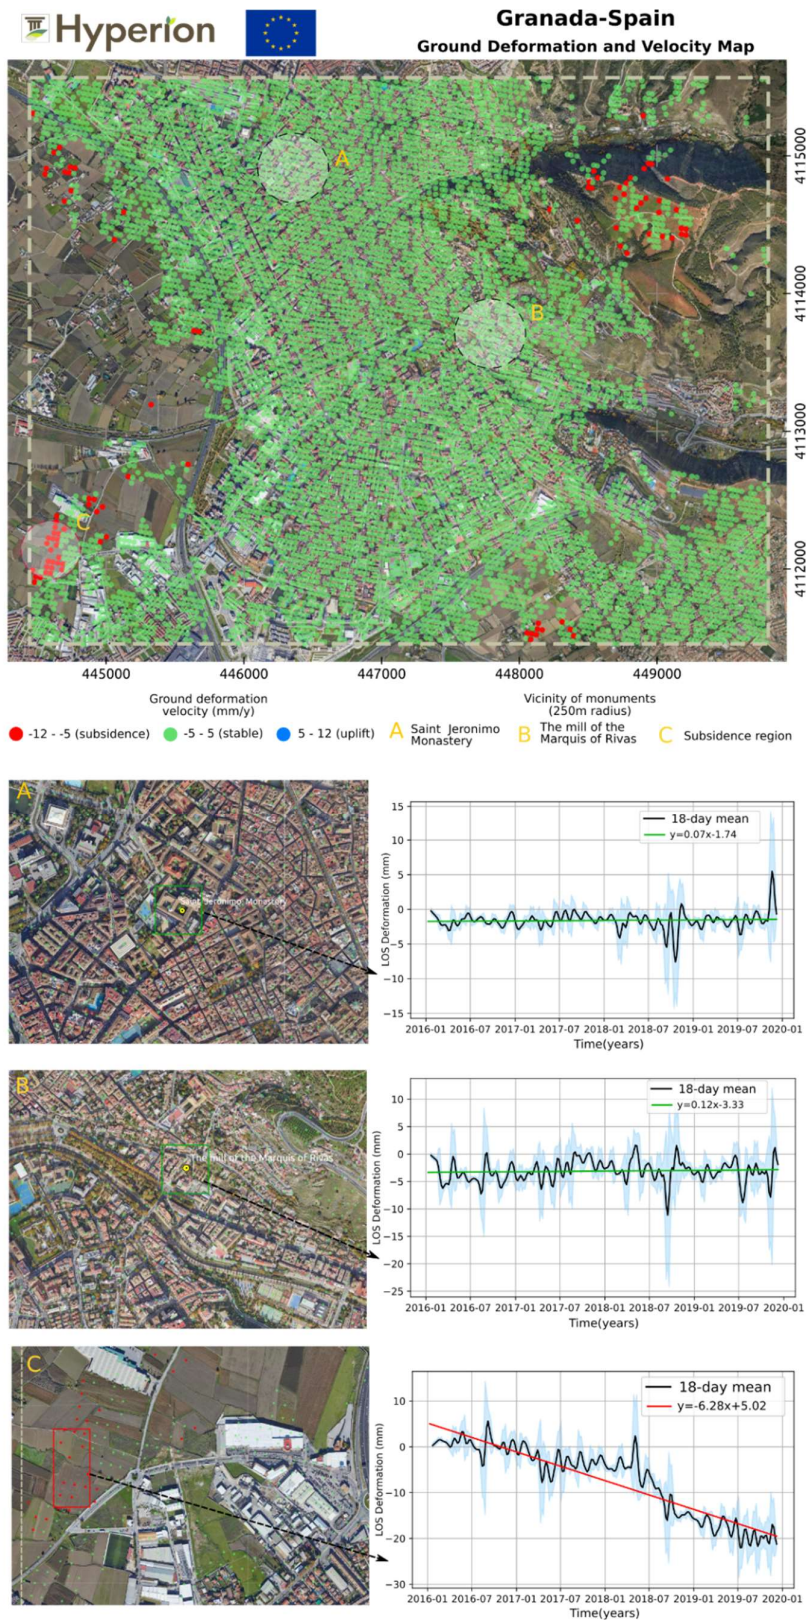 Hyperion
Granada-Spain
Ground Deformation and Velocity Map
A
B
C
4115000
4114000
4113000
4112000
445000 446000 447000 448000 449000
Ground deformation
velocity (mm/y)
Vicinity of monuments
(250m radius)
-12 - -5 (subsidence)
-5 - 5 (stable)
5 - 12 (uplift)
A Saint Jeronimo
Monastery
B The mill of the
Marquis of Rivas
C Subsidence region
A
Saint Jeronimo Monastery
18-day mean
y=0.07x-1.74
LOS Deformation (mm)
15
10
5
0
−5
−10
−15
2016-01 2016-07 2017-01 2017-07 2018-01 2018-07 2019-01 2019-07 2020-01
Time(years)
B
The mill of the Marquis of Rivas
18-day mean
y=0.12x-3.33
LOS Deformation (mm)
10
5
0
−5
−10
−15
−20
−25
2016-01 2016-07 2017-01 2017-07 2018-01 2018-07 2019-01 2019-07 2020-01
Time(years)
C
18-day mean
y=-6.28x+5.02
LOS Deformation (mm)
10
0
−10
−20
−30
2016-01 2016-07 2017-01 2017-07 2018-01 2018-07 2019-01 2019-07 2020-01
Time(years)